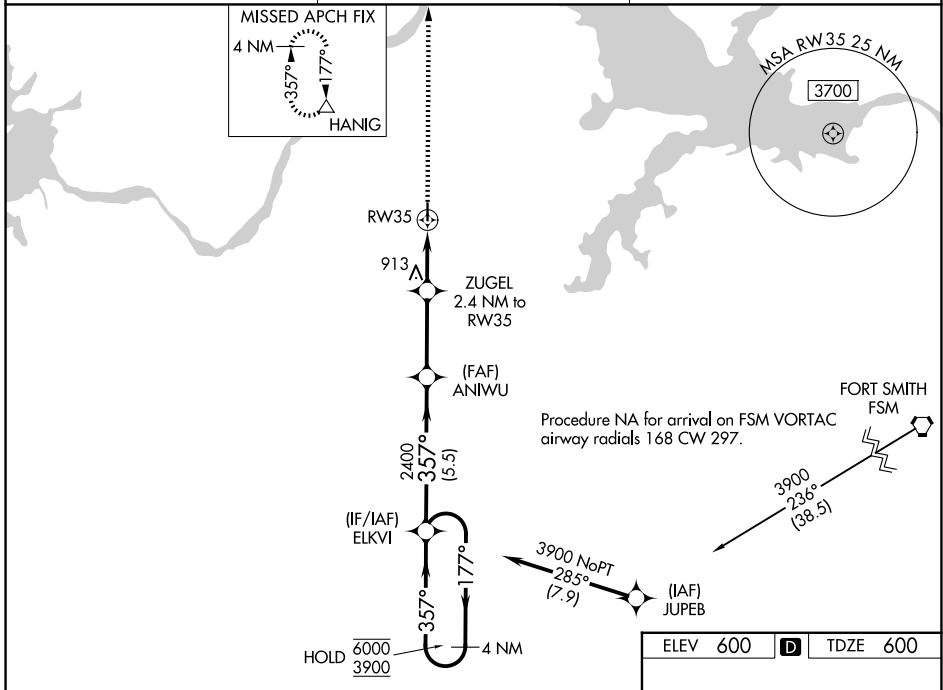 MISSED APCH FIX
4 NM
357°
177°
HANIG
MSA RW35 25 NM
3700
RW35
913
ZUGEL
2.4 NM to
RW35
(FAF)
ANIWU
Procedure NA for arrival on FSM VORTAC
airway radials 168 CW 297.
FORT SMITH
FSM
3900
236°
(38.5)
2400
357°
(5.5)
(IF/IAF)
ELKVI
3900 NoPT
285°
(7.9)
(IAF)
JUPEB
357°
177°
HOLD 6000
3900
4 NM
ELEV 600 D TDZE 600